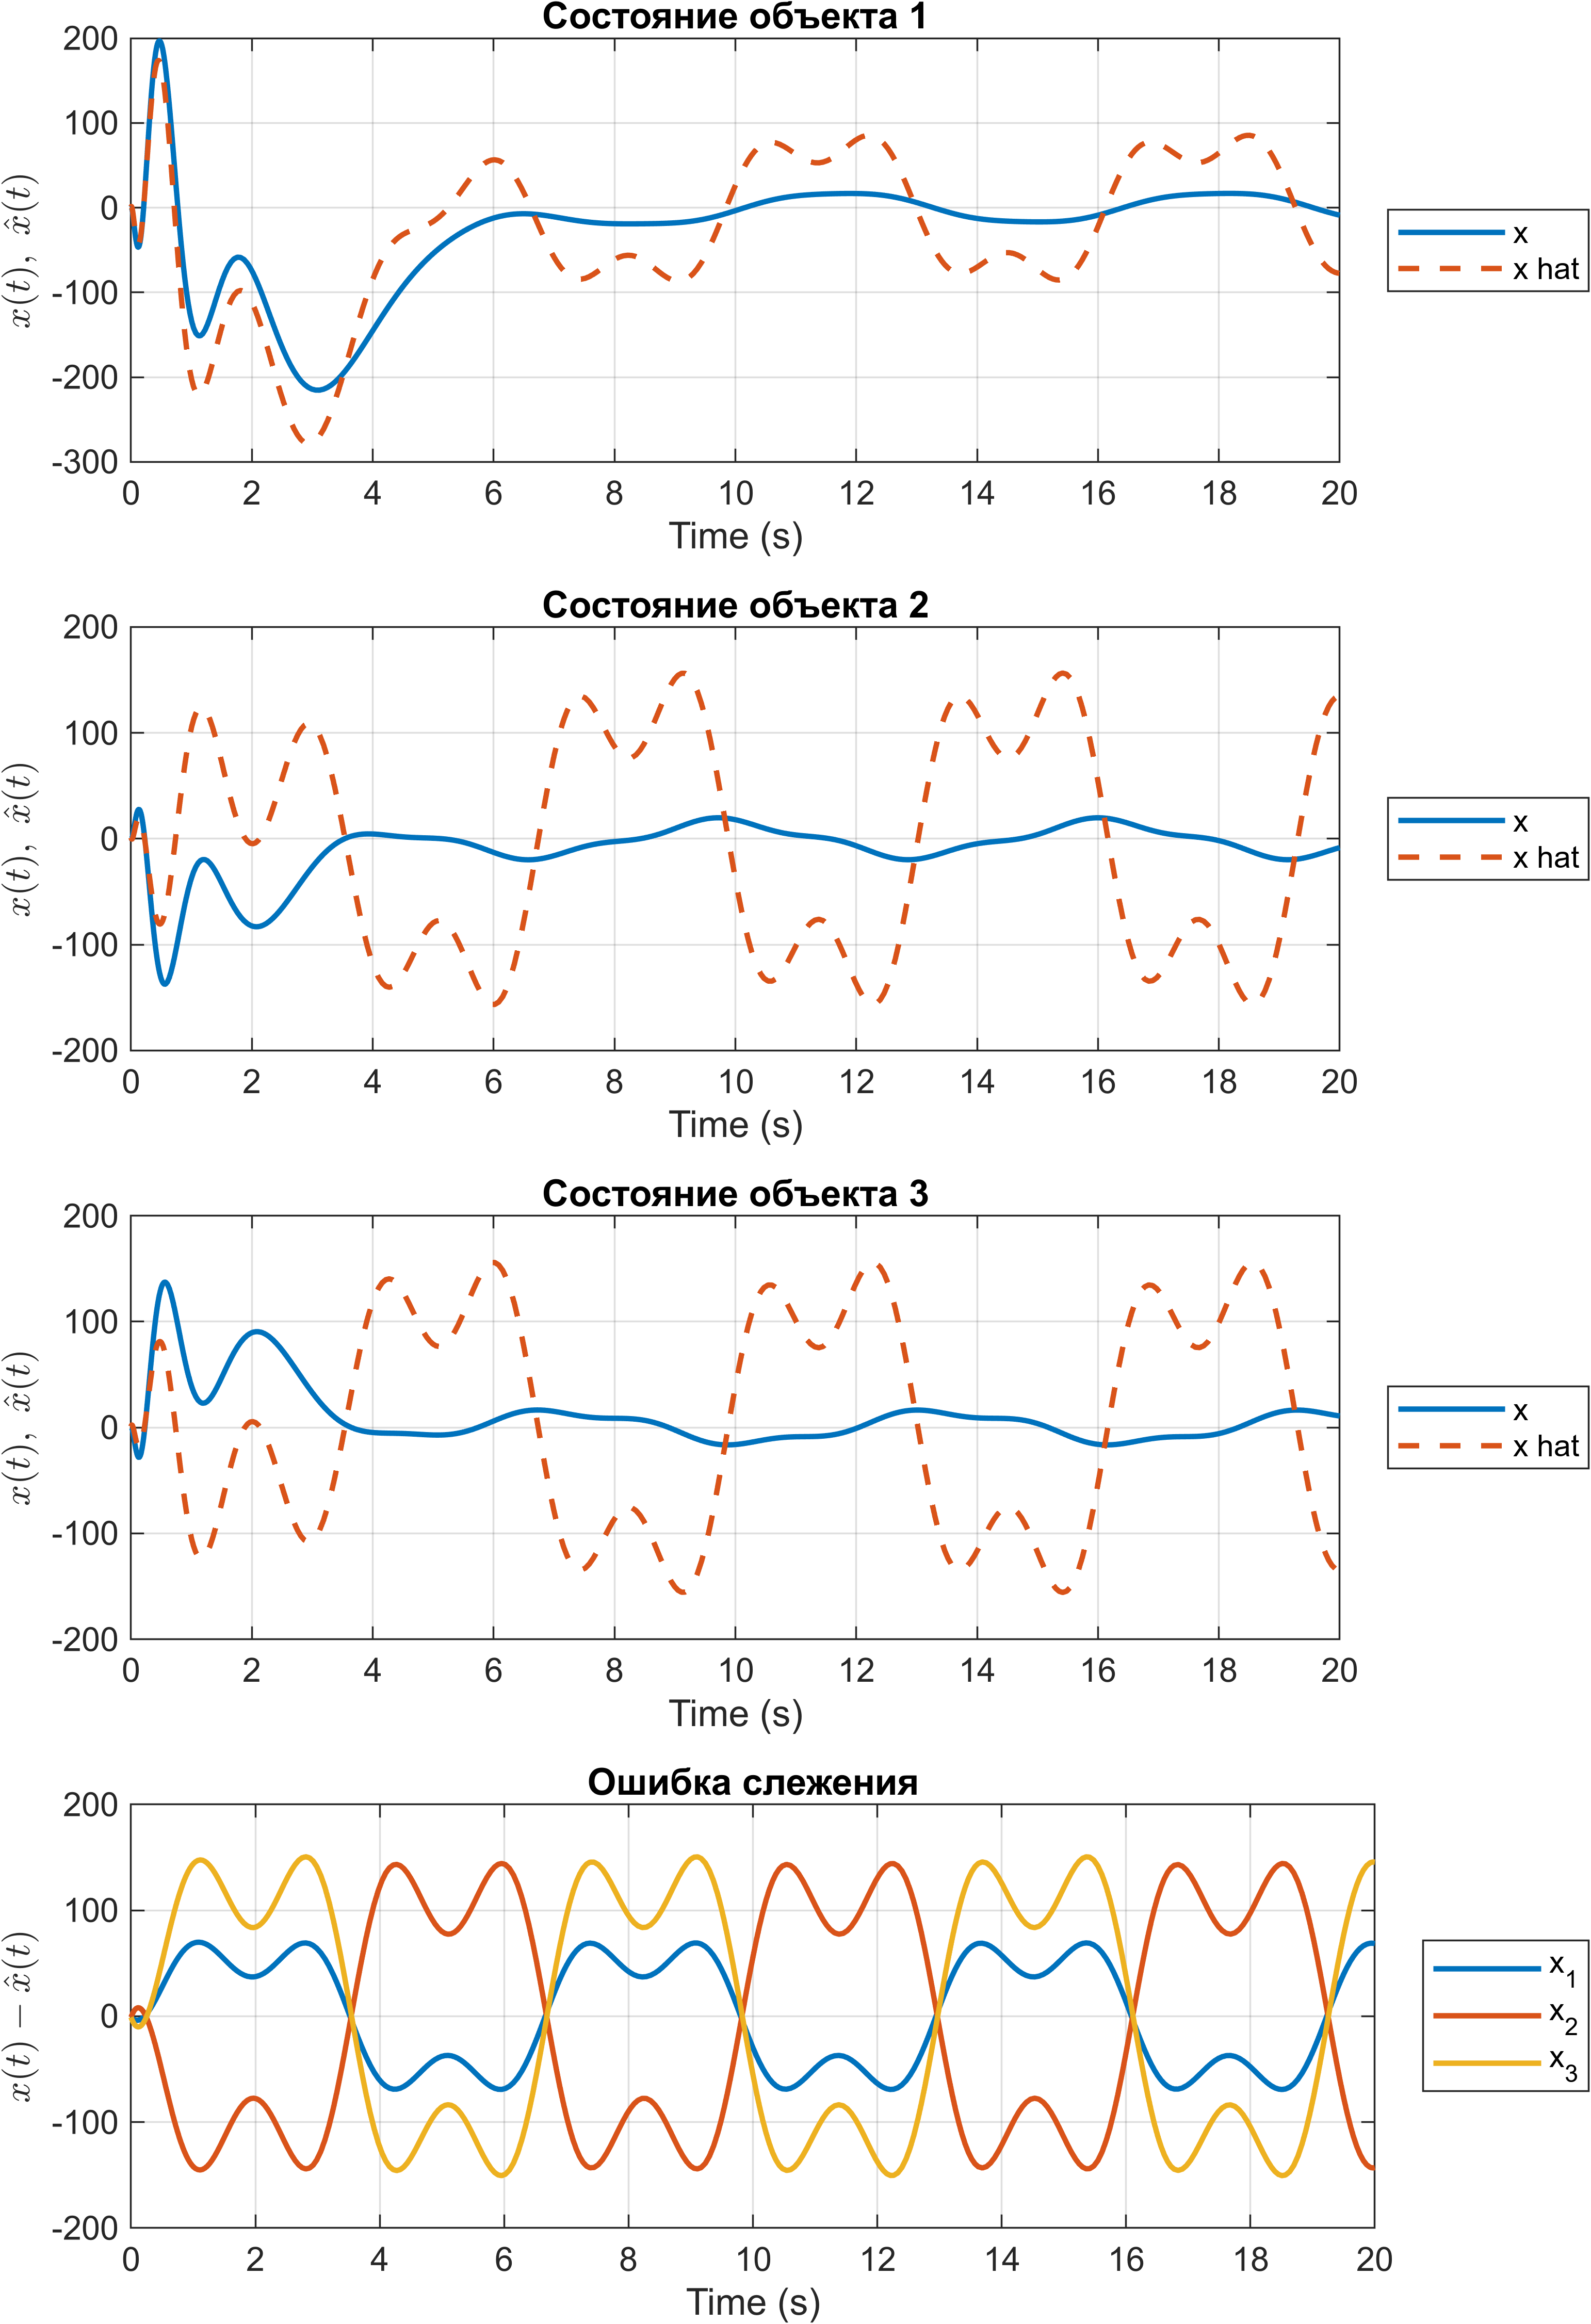 Состояние объекта 1
200
100
0
-100
-200
-300
x(t), x̂(t)
0 2 4 6 8 10 12 14 16 18 20
Time (s)
x
x hat
Состояние объекта 2
200
100
0
-100
-200
x(t), x̂(t)
0 2 4 6 8 10 12 14 16 18 20
Time (s)
x
x hat
Состояние объекта 3
200
100
0
-100
-200
x(t), x̂(t)
0 2 4 6 8 10 12 14 16 18 20
Time (s)
x
x hat
Ошибка слежения
200
100
0
-100
-200
x(t) − x̂(t)
0 2 4 6 8 10 12 14 16 18 20
Time (s)
x₁
x₂
x₃